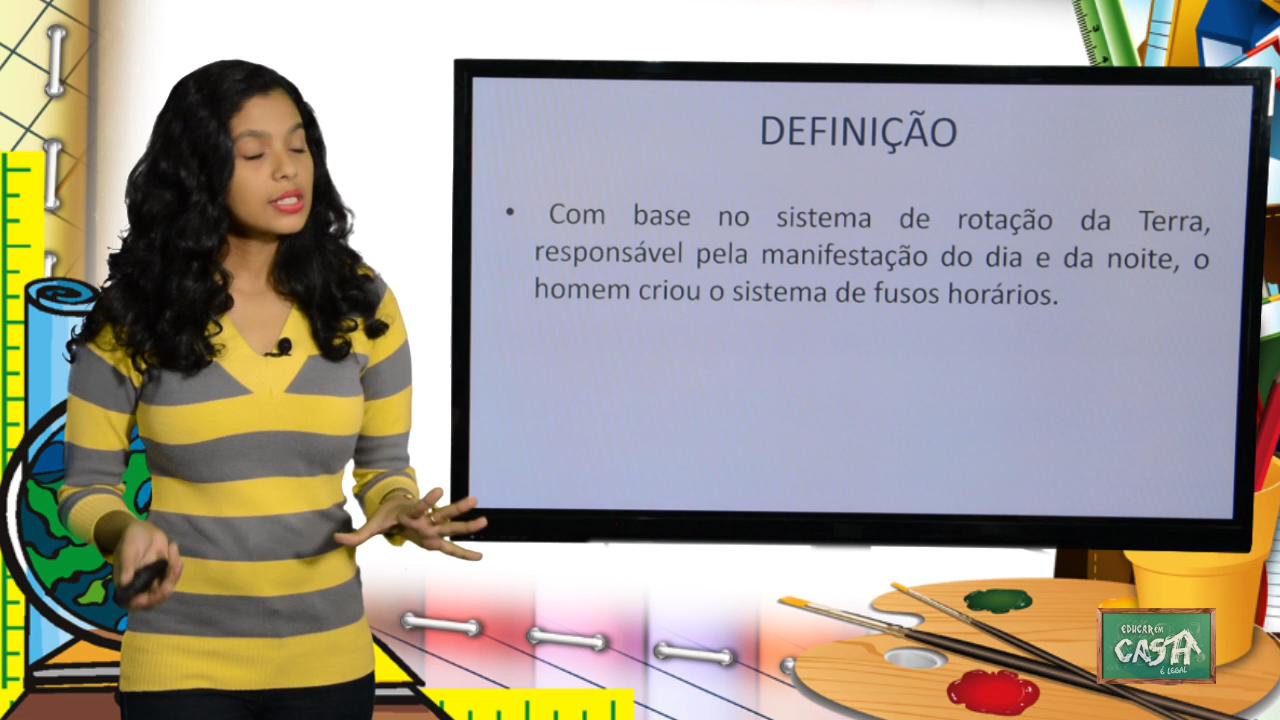 DEFINIÇÃO
• Com base no sistema de rotação da Terra,
responsável pela manifestação do dia e da noite, o
homem criou o sistema de fusos horários.
EDUCAR EM
CASA
É LEGAL